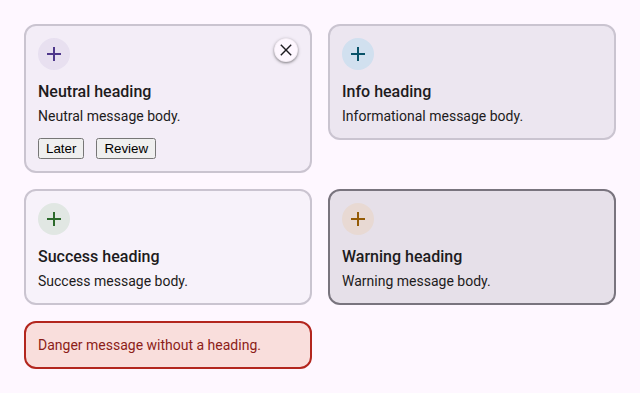 Neutral heading
Neutral message body.
Later Review
Info heading
Informational message body.
Success heading
Success message body.
Warning heading
Warning message body.
Danger message without a heading.